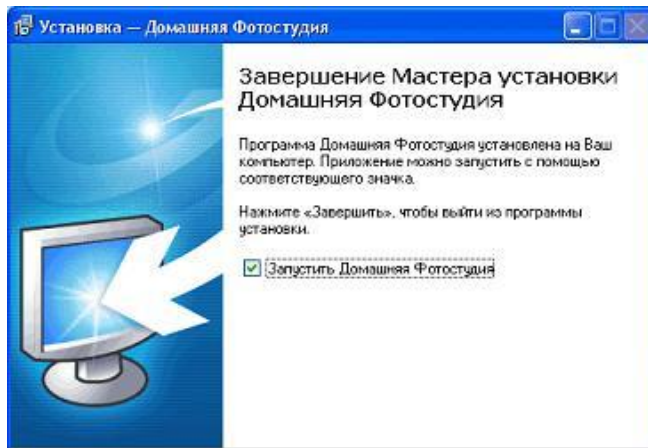 Установка — Домашняя Фотостудия
Завершение Мастера установки
Домашняя Фотостудия
Программа Домашняя Фотостудия установлена на Ваш
компьютер. Приложение можно запустить с помощью
соответствующего значка.
Нажмите «Завершить», чтобы выйти из программы
установки.
Запустить Домашняя Фотостудия